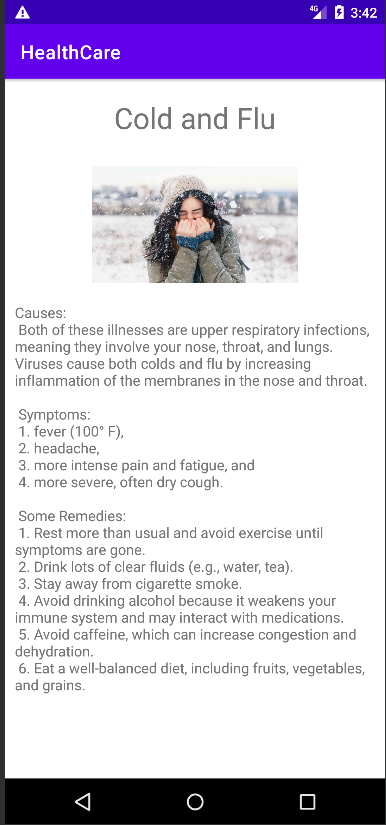 4G 3:42
HealthCare
Cold and Flu
Causes:
Both of these illnesses are upper respiratory infections,
meaning they involve your nose, throat, and lungs.
Viruses cause both colds and flu by increasing
inflammation of the membranes in the nose and throat.
Symptoms:
1. fever (100° F),
2. headache,
3. more intense pain and fatigue, and
4. more severe, often dry cough.
Some Remedies:
1. Rest more than usual and avoid exercise until
symptoms are gone.
2. Drink lots of clear fluids (e.g., water, tea).
3. Stay away from cigarette smoke.
4. Avoid drinking alcohol because it weakens your
immune system and may interact with medications.
5. Avoid caffeine, which can increase congestion and
dehydration.
6. Eat a well-balanced diet, including fruits, vegetables,
and grains.